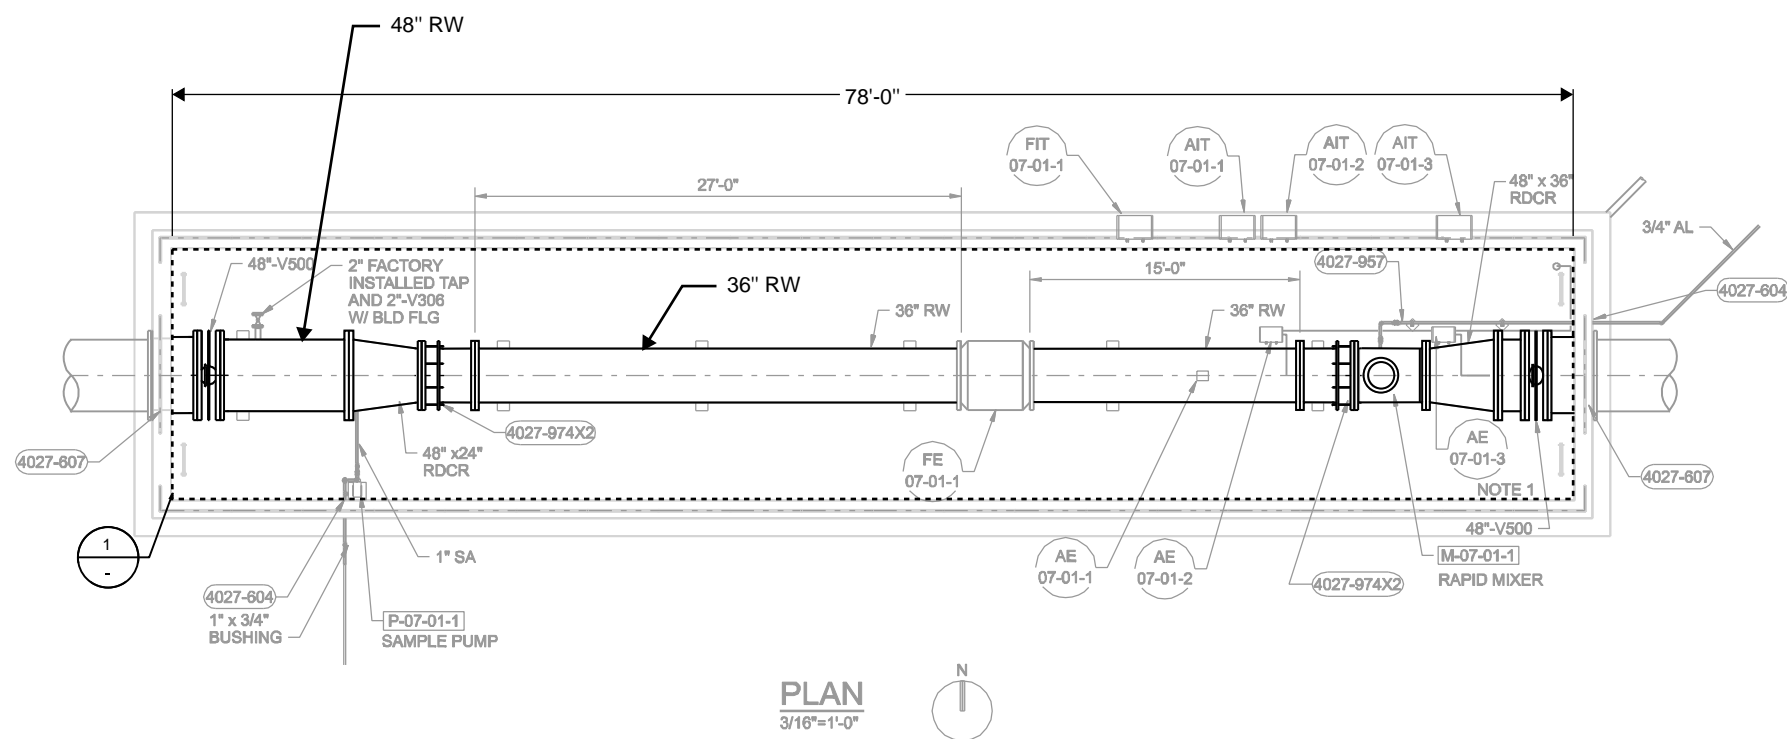 48" RW
78'-0"
FIT
07-01-1
AIT
07-01-1
AIT
07-01-2
AIT
07-01-3
27'-0"
48" x 36"
RDCR
3/4" AL
48"-V500
2" FACTORY
INSTALLED TAP
AND 2"-V306
W/ BLD FLG
36" RW
15'-0"
4027-957
4027-604
36" RW
36" RW
4027-607
4027-974X2
48" x24"
RDCR
FE
07-01-1
AE
07-01-3
NOTE 1
4027-607
48"-V500
1
-
1" SA
AE
07-01-1
AE
07-01-2
4027-974X2
M-07-01-1
RAPID MIXER
4027-604
1" x 3/4"
BUSHING
P-07-01-1
SAMPLE PUMP
PLAN
3/16"=1'-0"
N